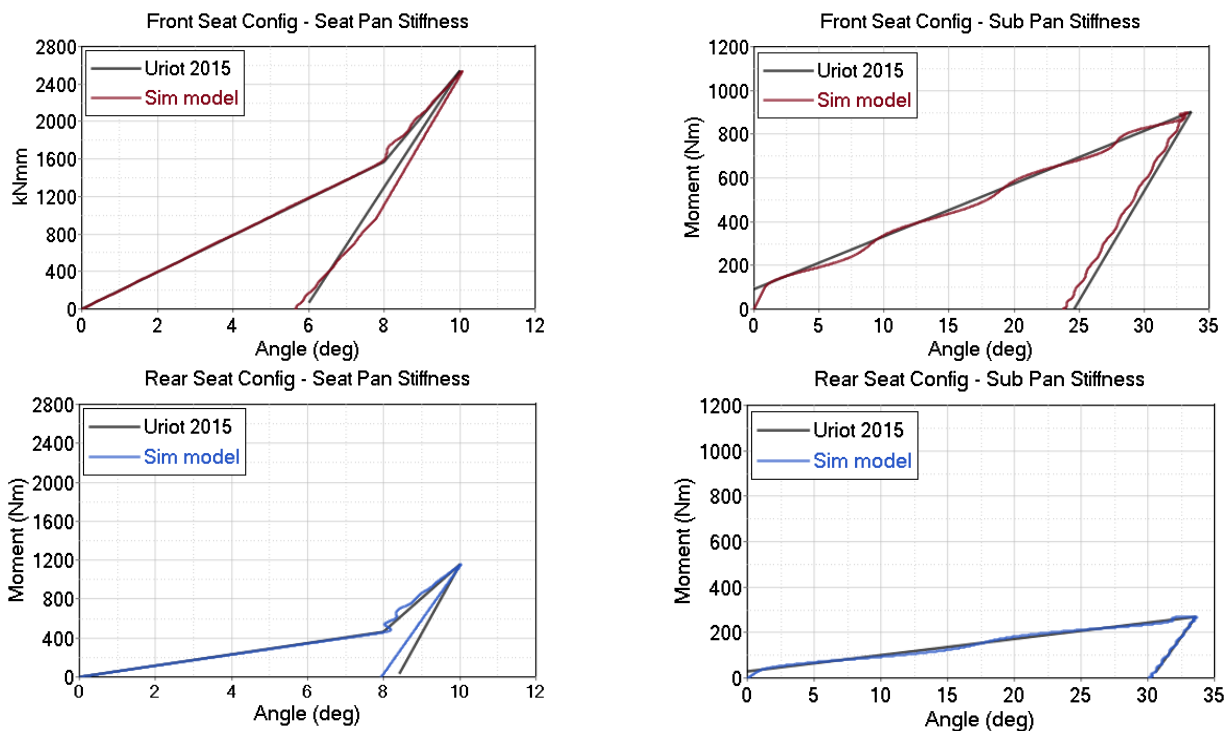 Front Seat Config - Seat Pan Stiffness
2800
2400
2000
1600
1200
800
400
0
kNmm
Uriot 2015
Sim model
0 2 4 6 8 10 12
Angle (deg)
Front Seat Config - Sub Pan Stiffness
1200
1000
800
600
400
200
0
Moment (Nm)
Uriot 2015
Sim model
0 5 10 15 20 25 30 35
Angle (deg)
Rear Seat Config - Seat Pan Stiffness
2800
2400
2000
1600
1200
800
400
0
Moment (Nm)
Uriot 2015
Sim model
0 2 4 6 8 10 12
Angle (deg)
Rear Seat Config - Sub Pan Stiffness
1200
1000
800
600
400
200
0
Moment (Nm)
Uriot 2015
Sim model
0 5 10 15 20 25 30 35
Angle (deg)